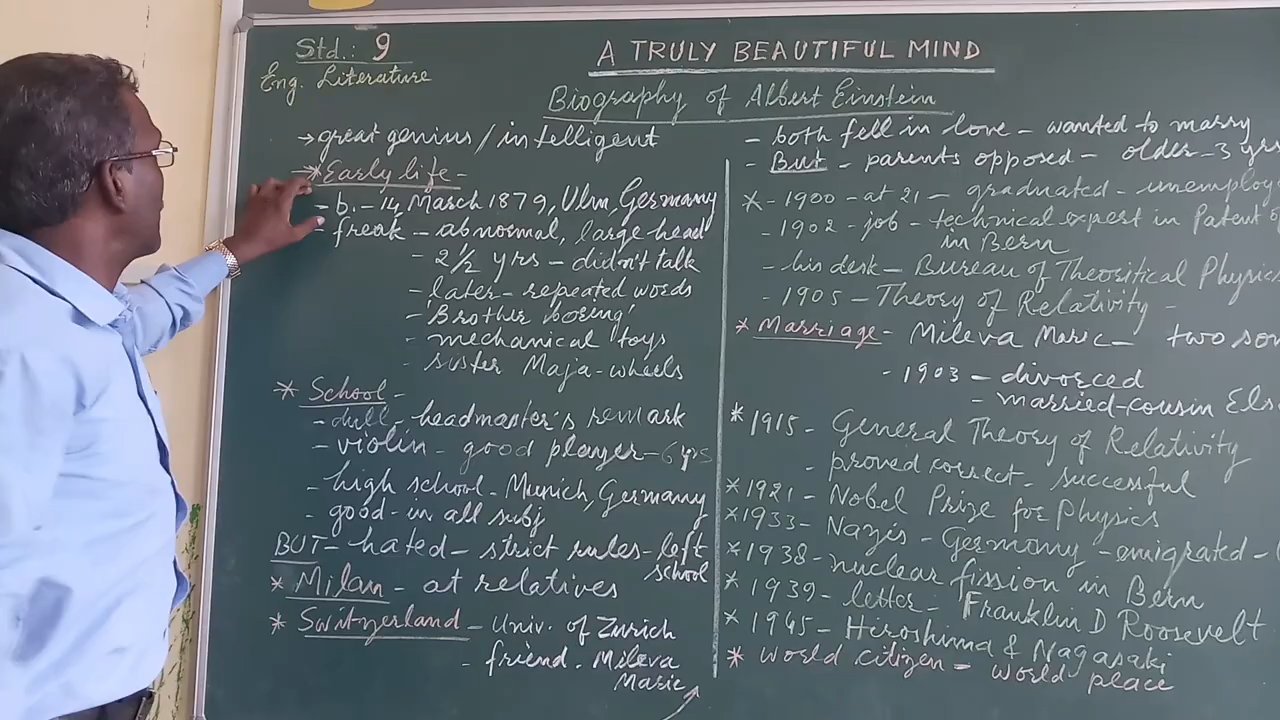 Std.: 9
Eng. Literature
A TRULY BEAUTIFUL MIND
Biography of Albert Einstein
→ great genius / intelligent
→* Early life -
- b. - 14 March 1879, Ulm, Germany
- freak - abnormal, large head
- 2 1/2 yrs - didn't talk
- later - repeated words
- 'Brother boring'
- mechanical toys
- sister Maja - wheels
* School -
- dull - headmaster's remark
- violin - good player - 6 yrs
- high school - Munich, Germany
- good - in all subj
BUT - hated - strict rules - left
school
* Milan - at relatives
* Switzerland - Univ. of Zurich
- friend - Mileva
Maric
- both fell in love - wanted to marry
- But - parents opposed - older - 3 yrs
* - 1900 - at 21 - graduated - unemploye
- 1902 - job - technical expert in Patent o
in Bern
- his desk - Bureau of Theoritical Physics
- 1905 - Theory of Relativity -
* Marriage - Mileva Maric - two son
- 1903 - divorced
- married - cousin Els
* 1915 - General Theory of Relativity
- proved correct - successful
* 1921 - Nobel Prize for Physics
* 1933 - Nazis - Germany - emigrated -
* 1938 - nuclear fission in Bern
* 1939 - letter - Franklin D Roosevelt
* 1945 - Hiroshima & Nagasaki
* World citizen - world peace